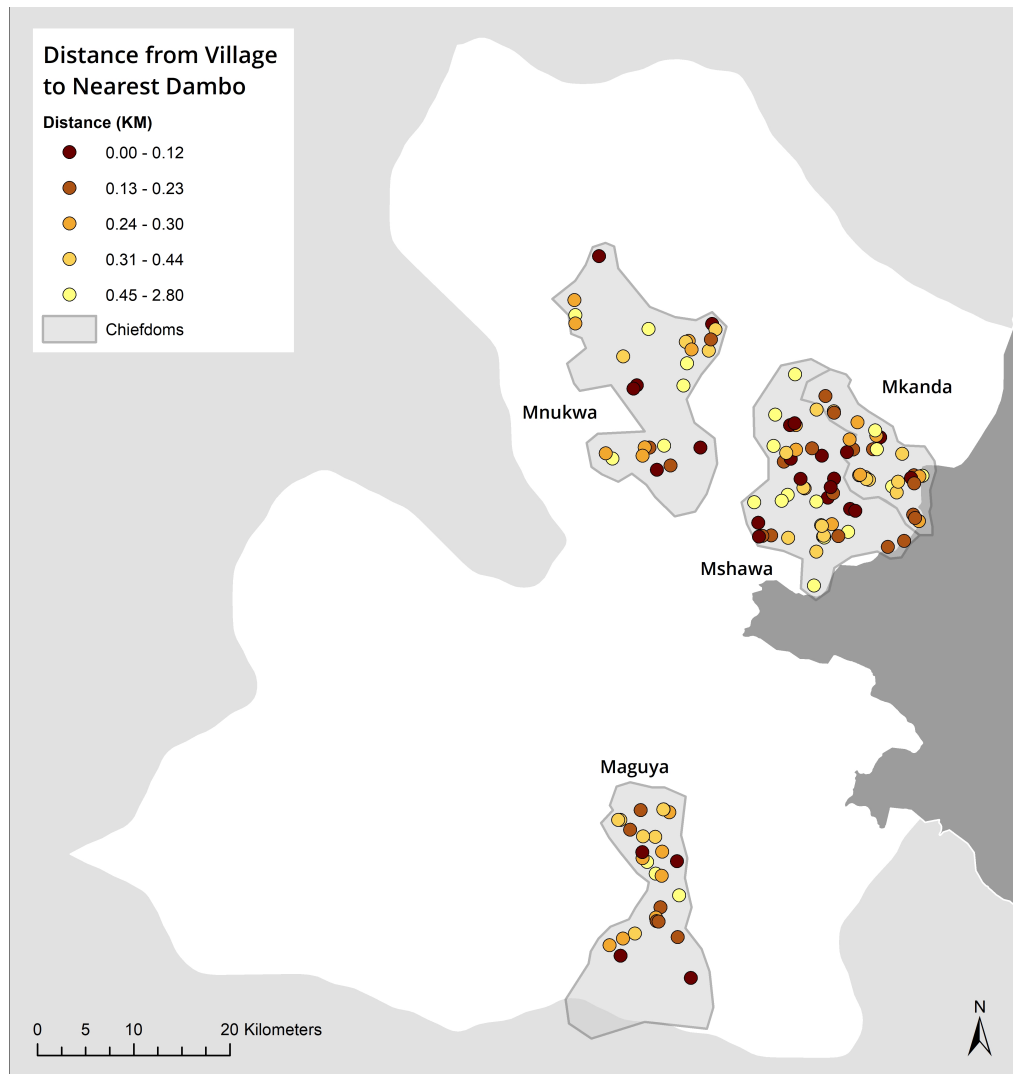 Distance from Village
to Nearest Dambo
Distance (KM)
0.00 - 0.12
0.13 - 0.23
0.24 - 0.30
0.31 - 0.44
0.45 - 2.80
Chiefdoms
Mkanda
Mnukwa
Mshawa
Maguya
N
0 5 10 20 Kilometers